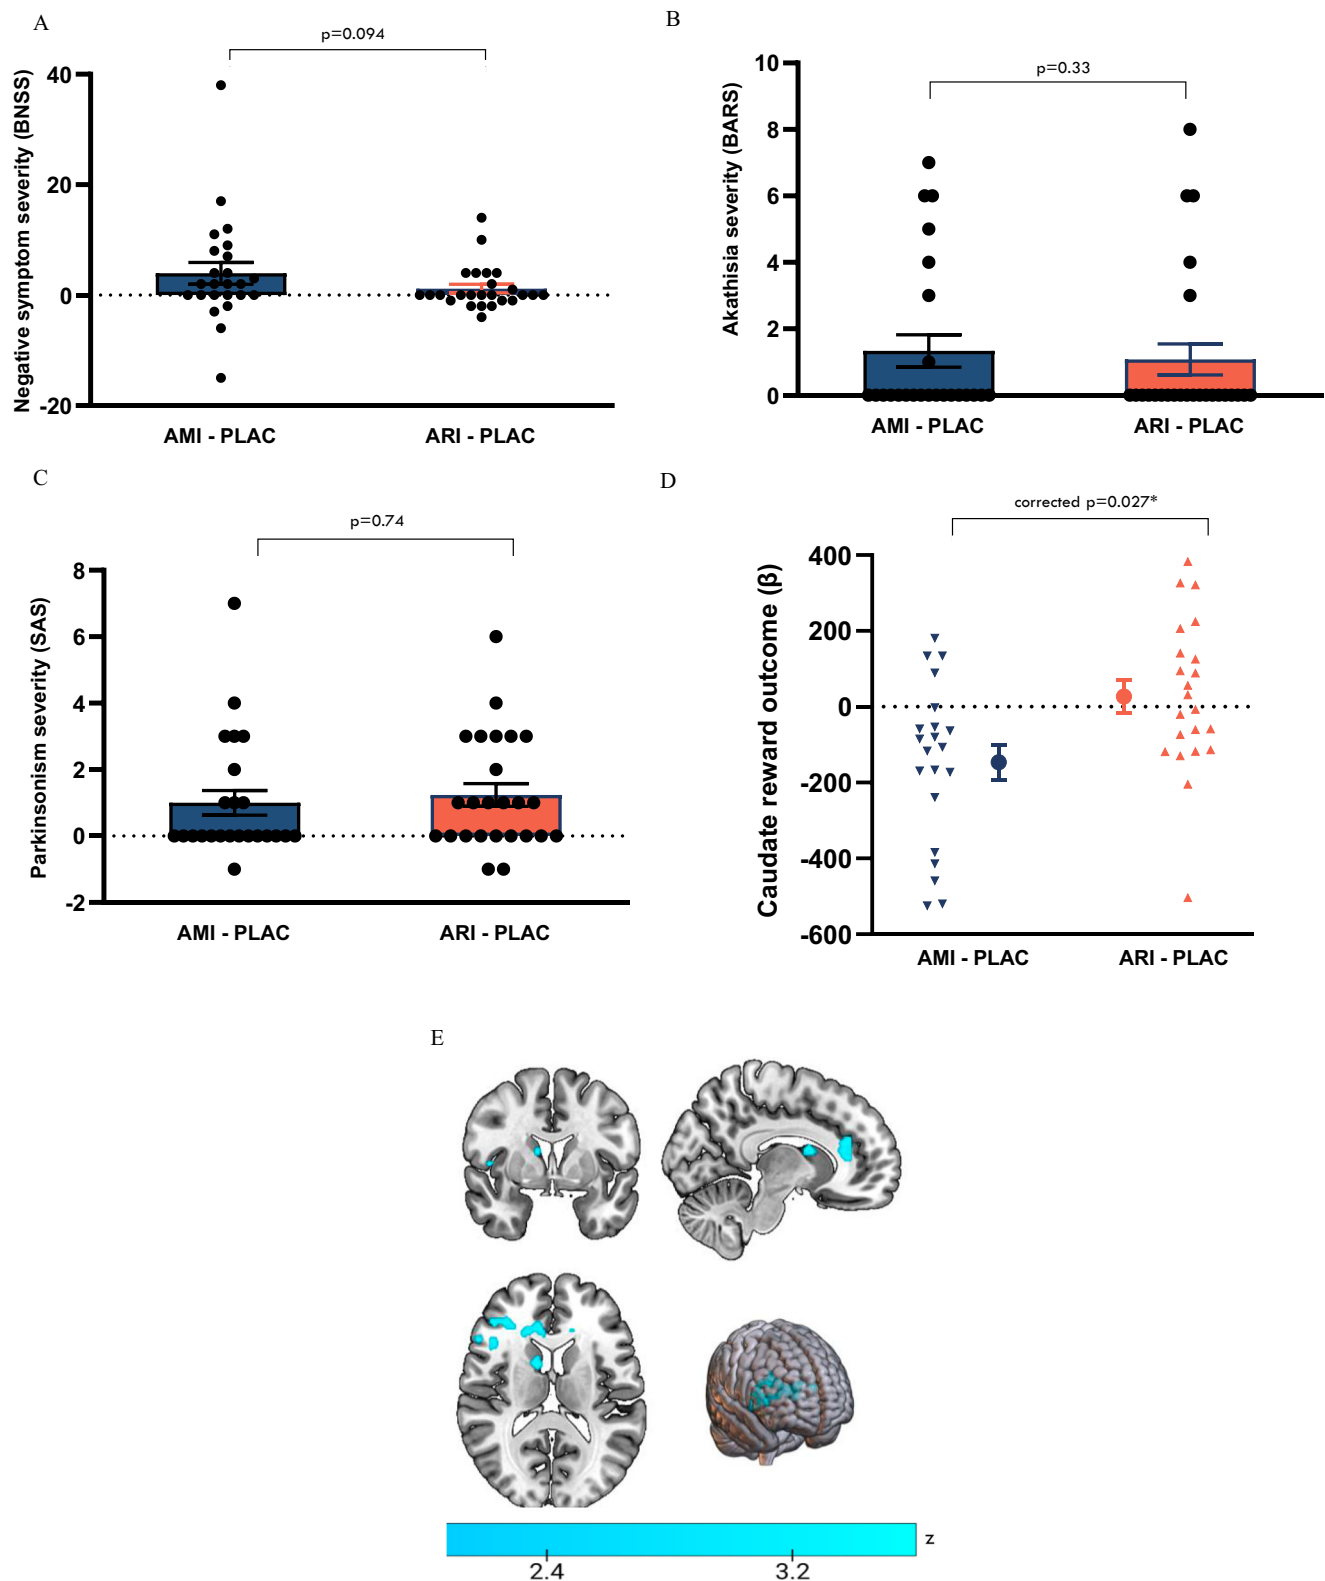 A
p=0.094
Negative symptom severity (BNSS)
40
20
0
-20
AMI - PLAC
ARI - PLAC
B
p=0.33
Akathisia severity (BARS)
10
8
6
4
2
0
AMI - PLAC
ARI - PLAC
C
p=0.74
Parkinsonism severity (SAS)
8
6
4
2
0
-2
AMI - PLAC
ARI - PLAC
D
corrected p=0.027*
Caudate reward outcome (β)
400
200
0
-200
-400
-600
AMI - PLAC
ARI - PLAC
E
z
2.4
3.2